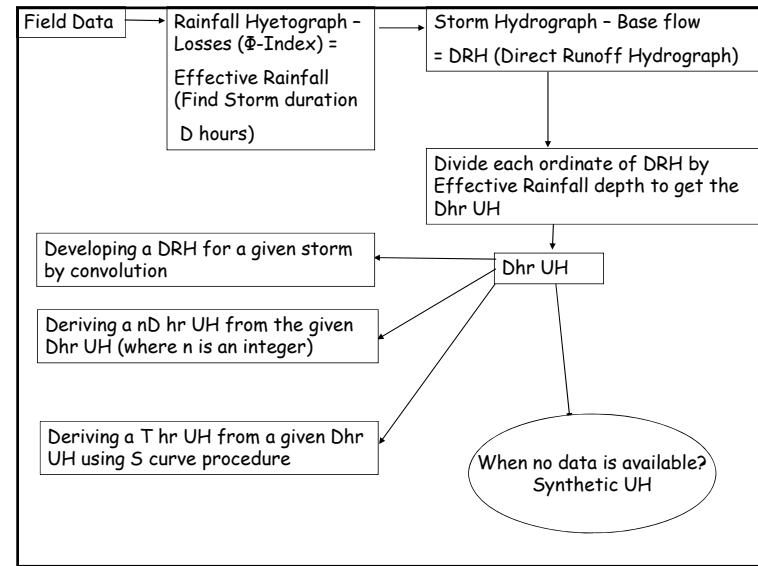 Field Data
Rainfall Hyetograph –
Losses (Φ-Index) =
Effective Rainfall
(Find Storm duration
D hours)
Storm Hydrograph – Base flow
= DRH (Direct Runoff Hydrograph)
Divide each ordinate of DRH by
Effective Rainfall depth to get the
Dhr UH
Developing a DRH for a given storm
by convolution
Dhr UH
Deriving a nD hr UH from the given
Dhr UH (where n is an integer)
Deriving a T hr UH from a given Dhr
UH using S curve procedure
When no data is available?
Synthetic UH